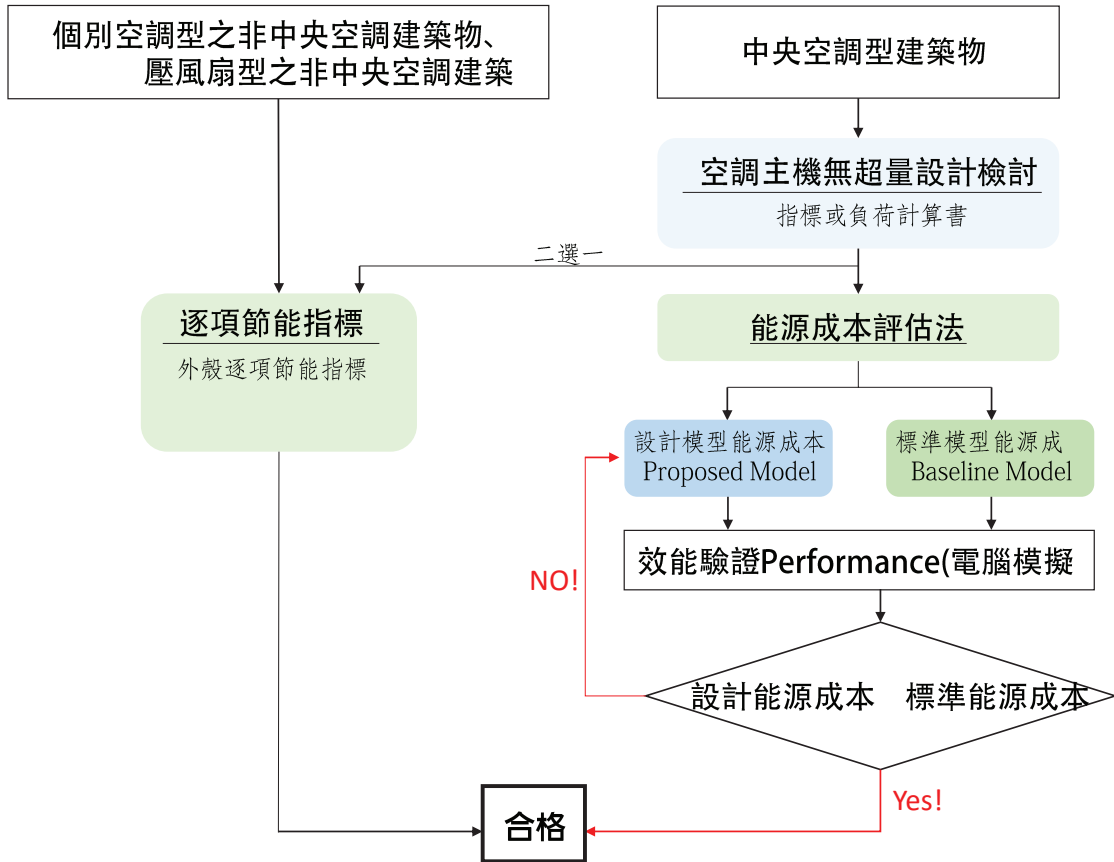 個別空調型之非中央空調建築物、
壓風扇型之非中央空調建築
中央空調型建築物
空調主機無超量設計檢討
指標或負荷計算書
二選一
逐項節能指標
外殼逐項節能指標
能源成本評估法
設計模型能源成本
Proposed Model
標準模型能源成
Baseline Model
NO!
效能驗證Performance(電腦模擬
設計能源成本 標準能源成本
Yes!
合格